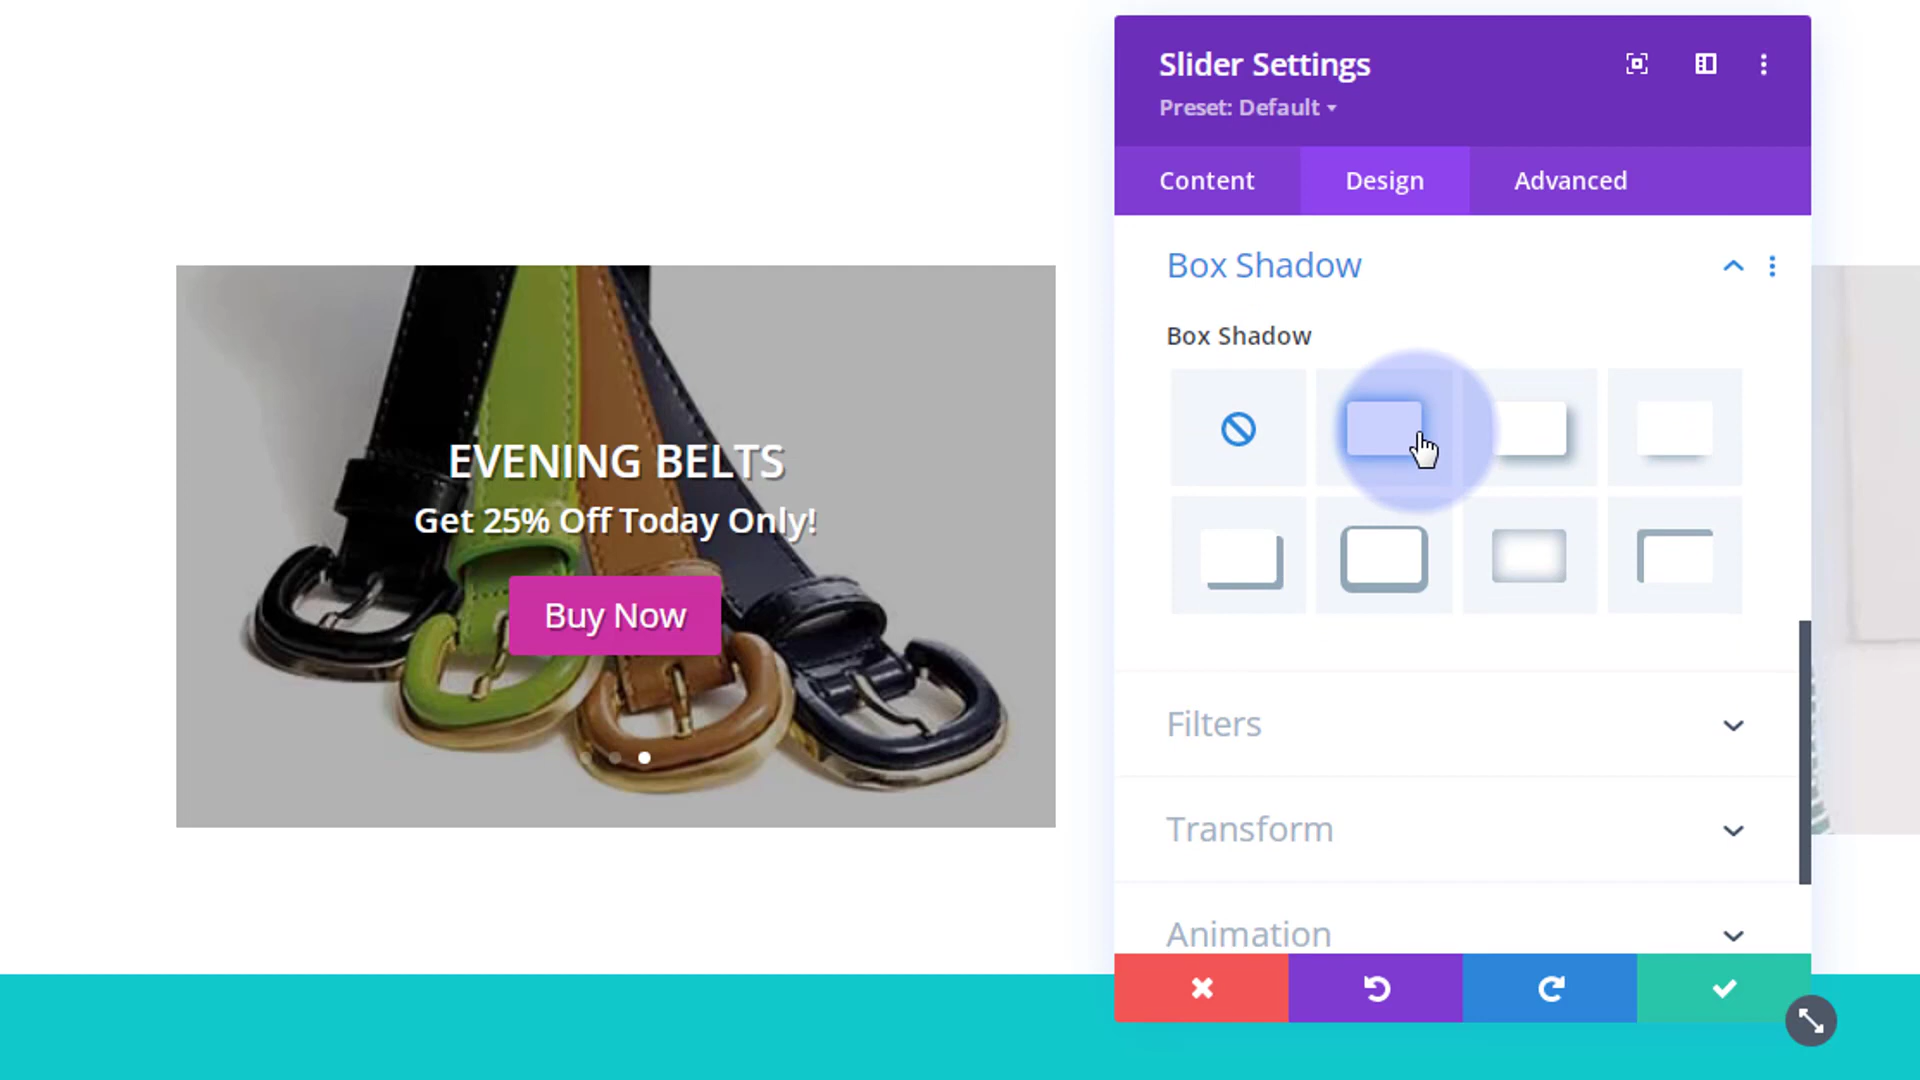 Slider Settings
Preset: Default
Content Design Advanced
Box Shadow
Box Shadow
EVENING BELTS
Get 25% Off Today Only!
Buy Now
Filters
Transform
Animation